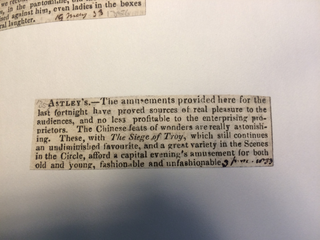 in the pantomime,
against him, even ladies in the boxes
laughter.
ASTLEY'S.—The amusements provided here for the
last fortnight have proved sources of real pleasure to the
audiences, and no less profitable to the enterprising pro-
prietors. The Chinese feats of wonders are really astonish-
ing. These, with The Siege of Troy, which still continues
an undiminished favourite, and a great variety in the Scenes
in the Circle, afford a capital evening's amusement for both
old and young, fashionable and unfashionable